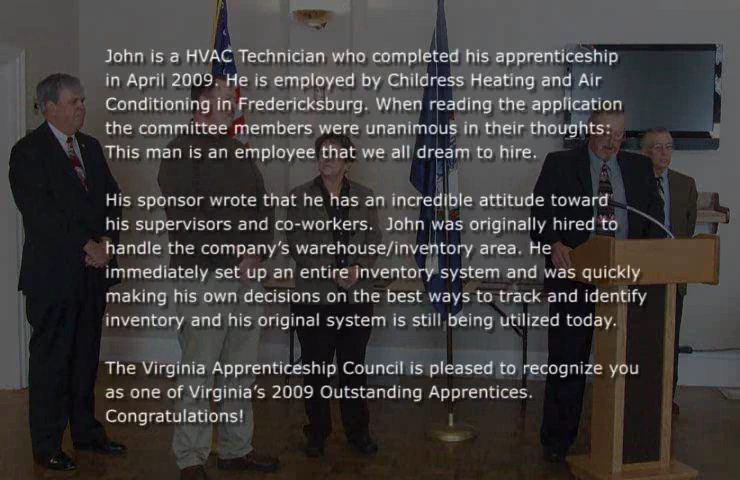 John is a HVAC Technician who completed his apprenticeship
in April 2009. He is employed by Childress Heating and Air
Conditioning in Fredericksburg. When reading the application
the committee members were unanimous in their thoughts:
This man is an employee that we all dream to hire.
His sponsor wrote that he has an incredible attitude toward
his supervisors and co-workers. John was originally hired to
handle the company's warehouse/inventory area. He
immediately set up an entire inventory system and was quickly
making his own decisions on the best ways to track and identify
inventory and his original system is still being utilized today.
The Virginia Apprenticeship Council is pleased to recognize you
as one of Virginia's 2009 Outstanding Apprentices.
Congratulations!